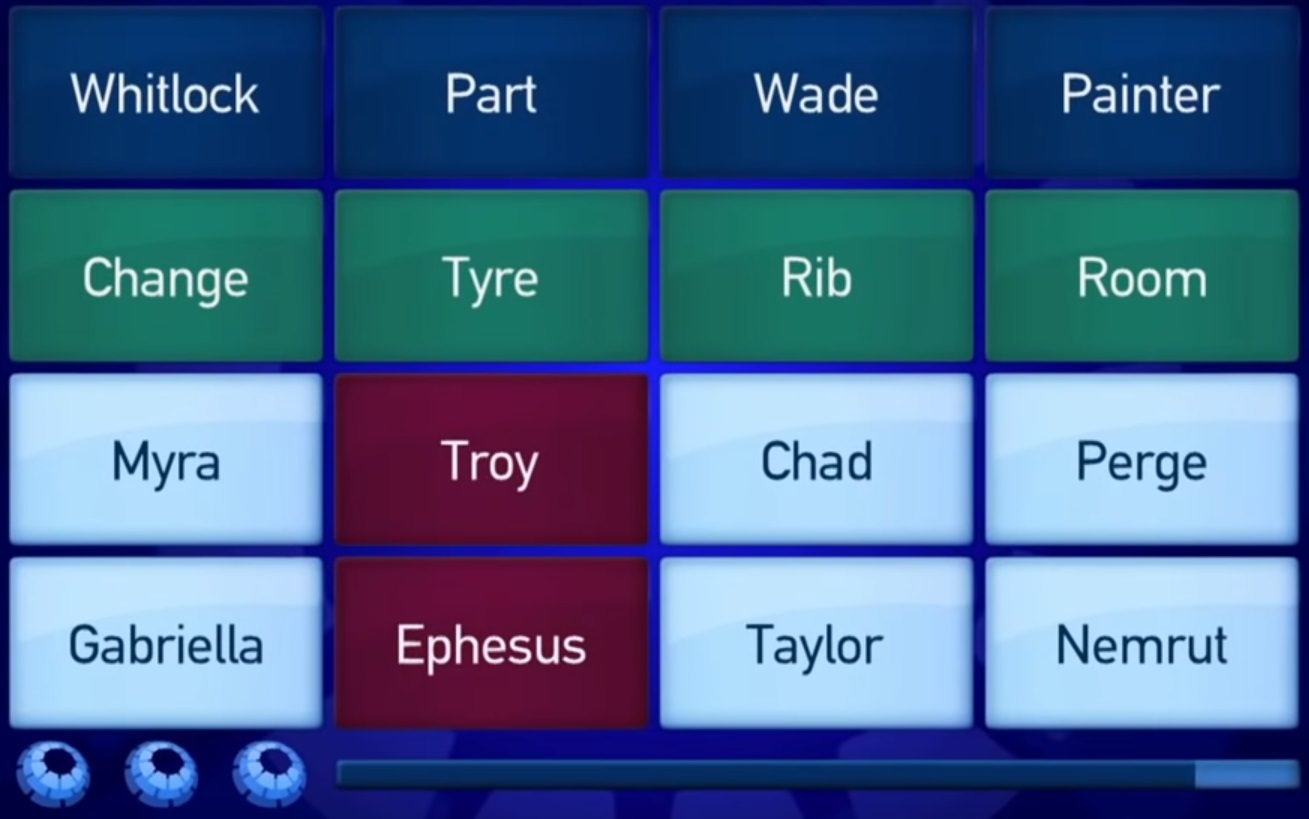 Whitlock Part Wade Painter
Change Tyre Rib Room
Myra Troy Chad Perge
Gabriella Ephesus Taylor Nemrut